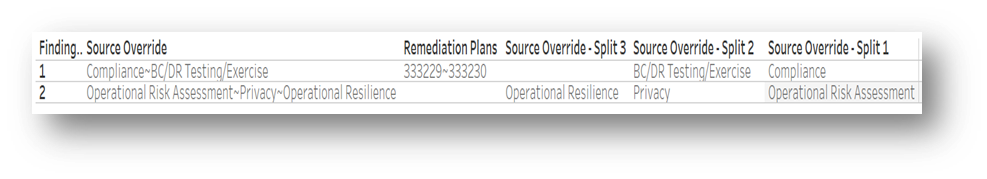 Finding.. Source Override Remediation Plans Source Override - Split 3 Source Override - Split 2 Source Override - Split 1
1 Compliance~BC/DR Testing/Exercise 333229~333230 BC/DR Testing/Exercise Compliance
2 Operational Risk Assessment~Privacy~Operational Resilience Operational Resilience Privacy Operational Risk Assessment